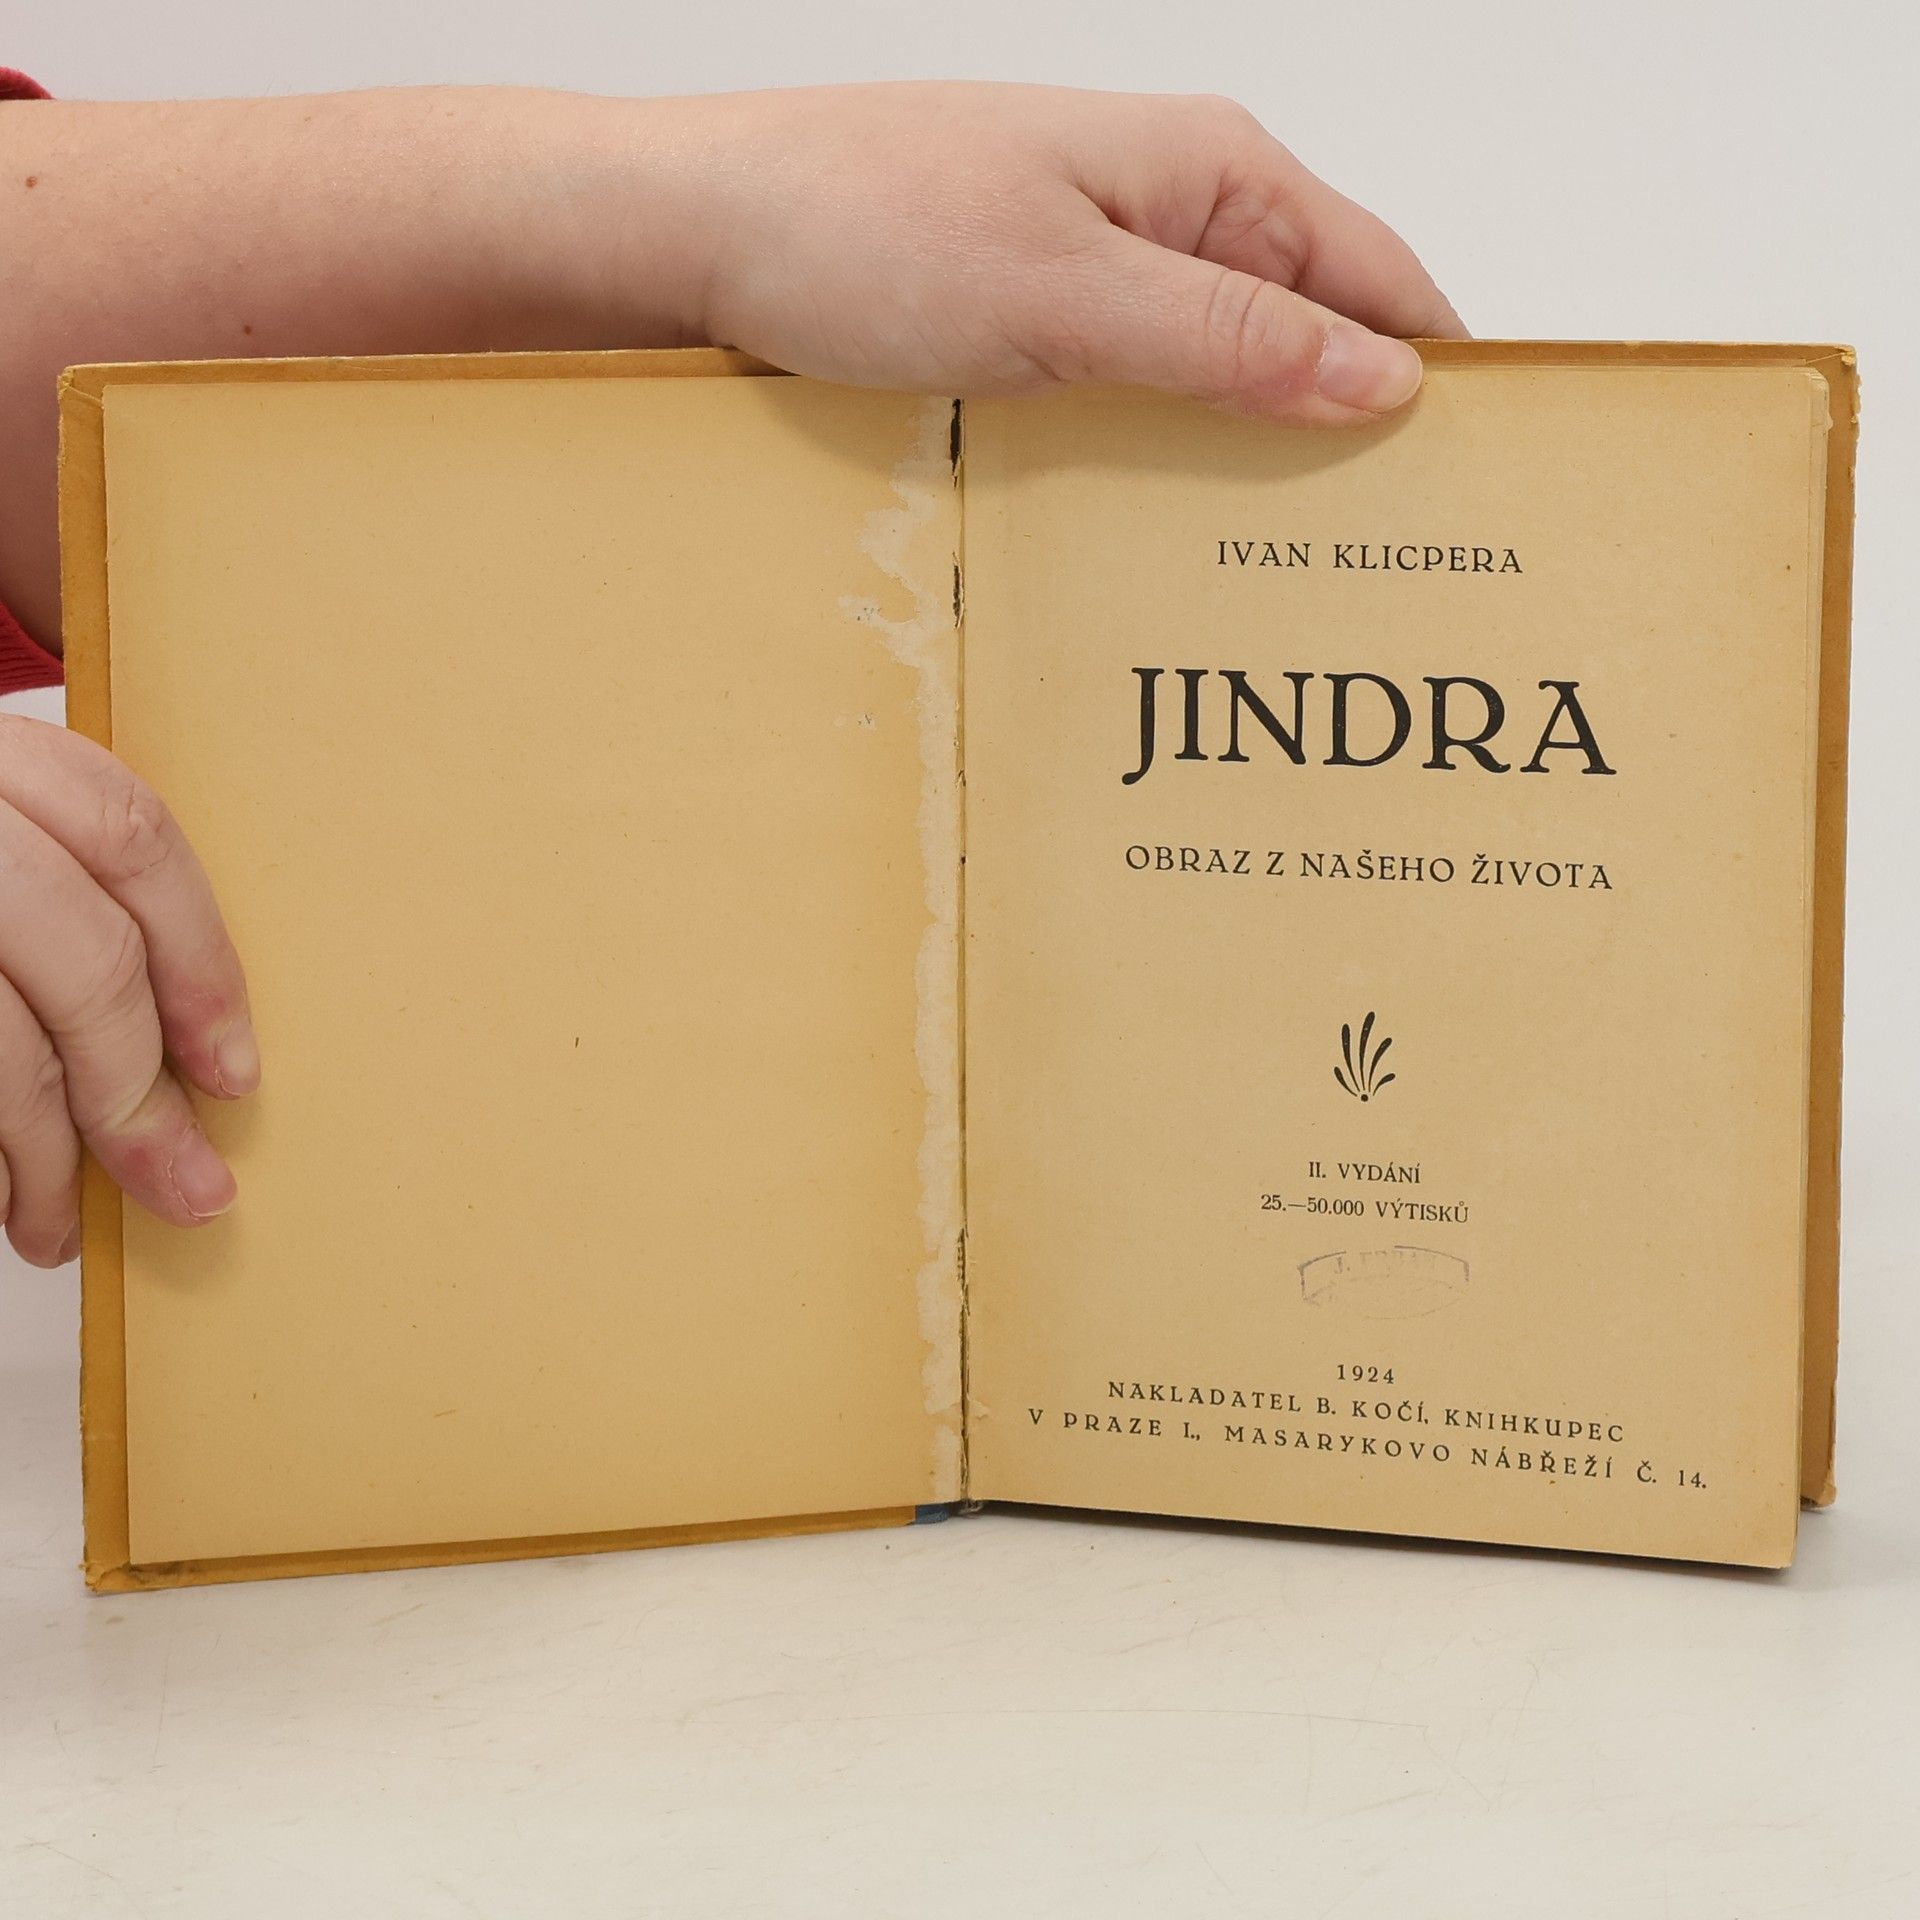 IVAN KLICPERA
JINDRA
OBRAZ Z NAŠEHO ŽIVOTA
II. VYDÁNÍ
25.—50.000 VÝTISKŮ
J.
1924
NAKLADATEL B. KOČÍ, KNIHKUPEC
V PRAZE I., MASARYKOVO NÁBŘEŽÍ Č. 14.